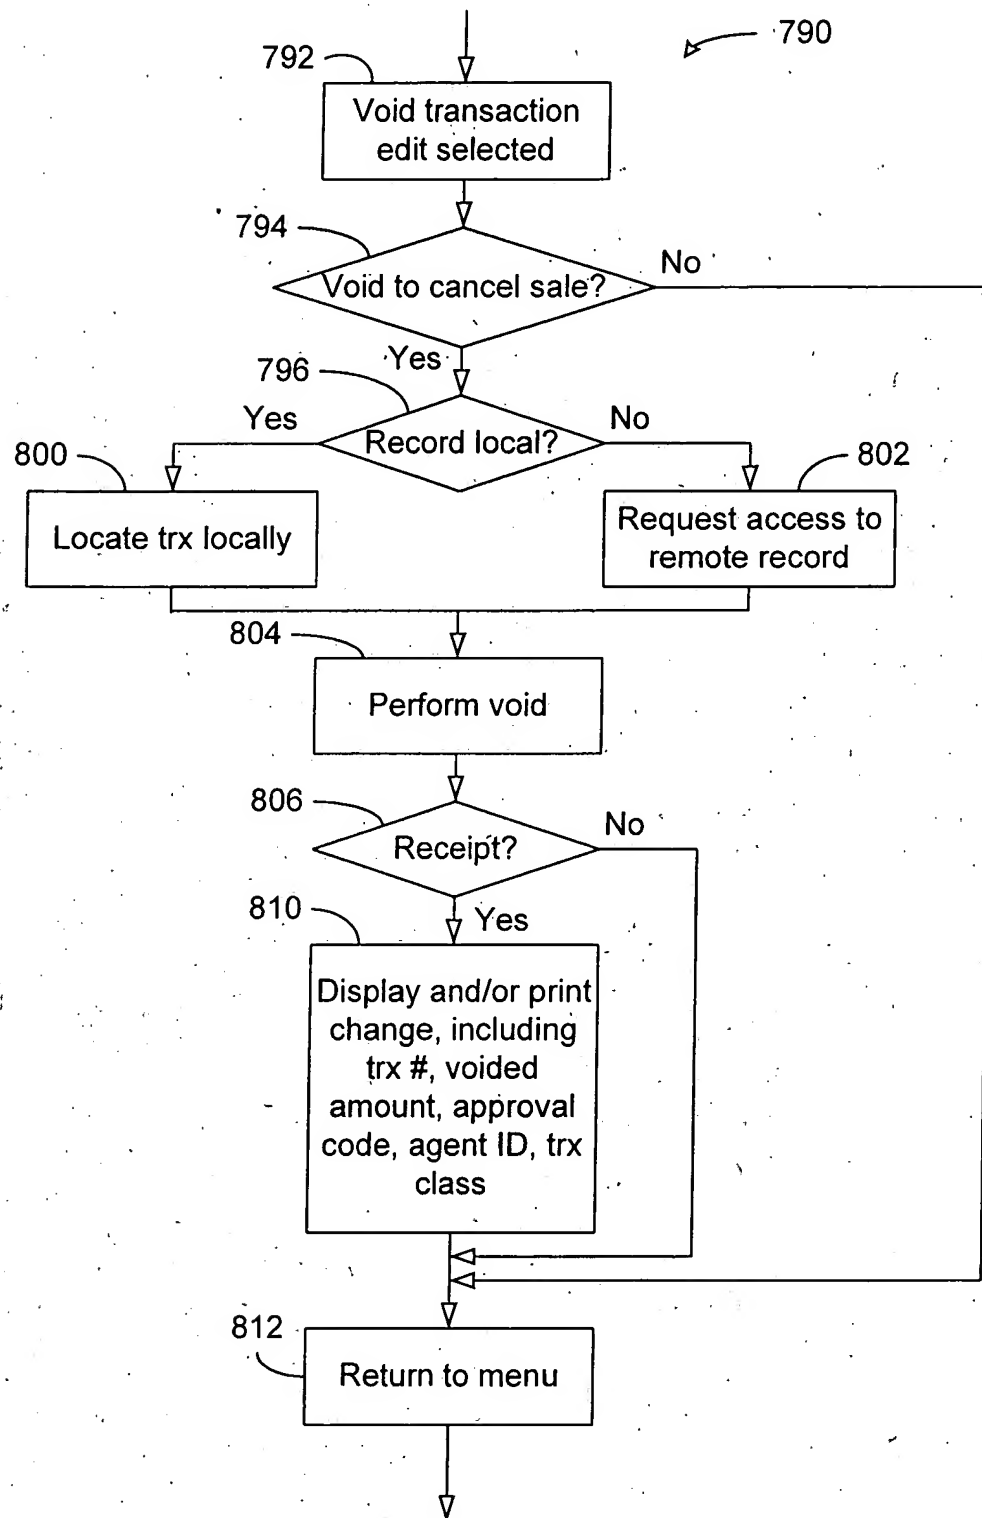 790
792
Void transaction
edit selected
794
Void to cancel sale?
No
Yes
796
Record local?
Yes
No
800
Locate trx locally
802
Request access to
remote record
804
Perform void
806
Receipt?
No
Yes
810
Display and/or print
change, including
trx #, voided
amount, approval
code, agent ID, trx
class
812
Return to menu